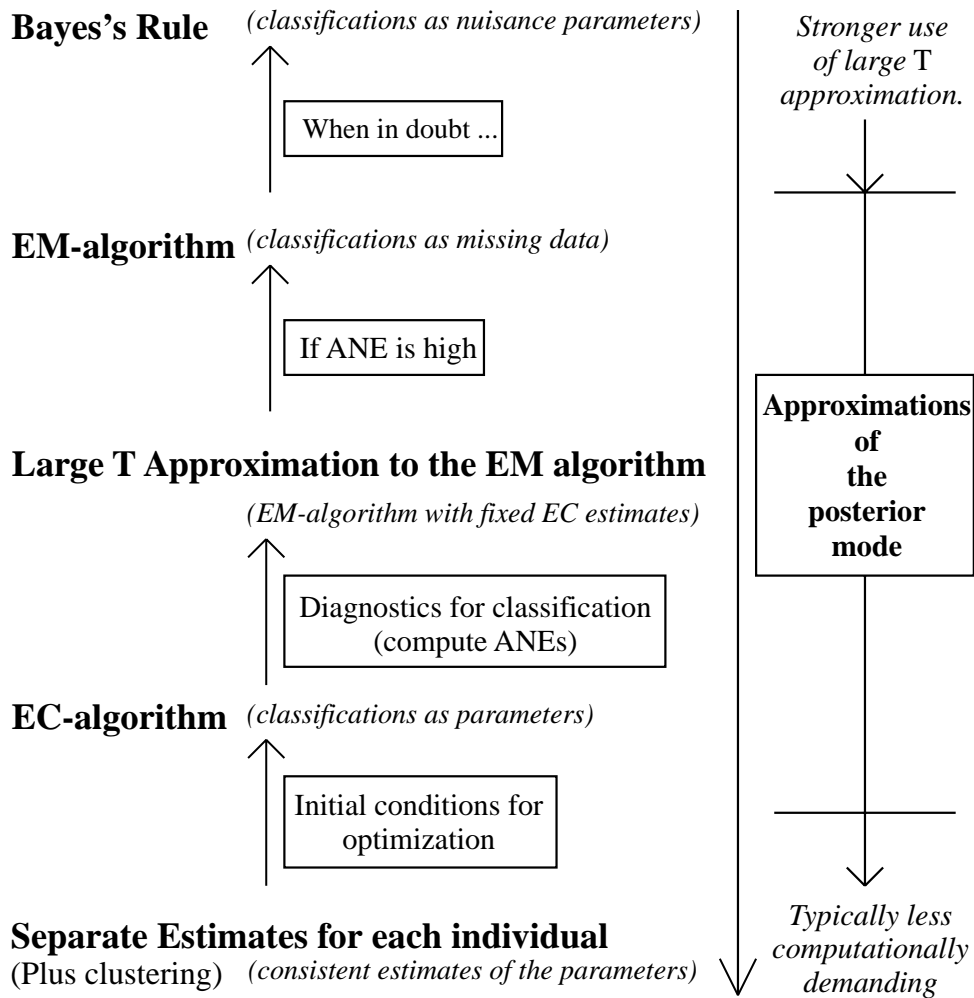 Bayes's Rule (classifications as nuisance parameters)
When in doubt ...
EM-algorithm (classifications as missing data)
If ANE is high
Large T Approximation to the EM algorithm
(EM-algorithm with fixed EC estimates)
Diagnostics for classification
(compute ANEs)
EC-algorithm (classifications as parameters)
Initial conditions for
optimization
Separate Estimates for each individual
(Plus clustering) (consistent estimates of the parameters)
Stronger use
of large T
approximation.
Approximations
of
the
posterior
mode
Typically less
computationally
demanding